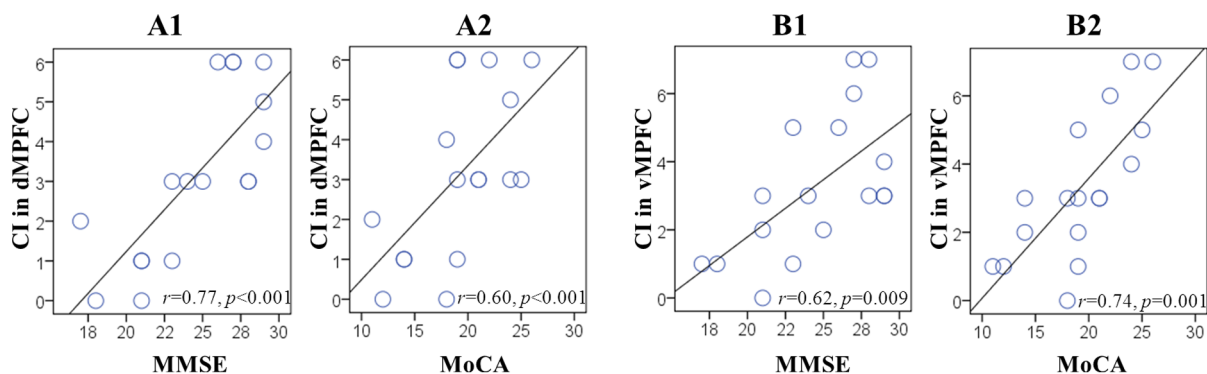 A1
A2
B1
B2
CI in dMPFC
6
5
4
3
2
1
0
r=0.77, p<0.001
18 20 23 25 28 30
MMSE
CI in dMPFC
6
5
4
3
2
1
0
r=0.60, p<0.001
10 15 20 25 30
MoCA
CI in vMPFC
6
4
2
0
r=0.62, p=0.009
18 20 22 25 28 30
MMSE
CI in vMPFC
6
4
2
0
r=0.74, p=0.001
10 15 20 25 30
MoCA